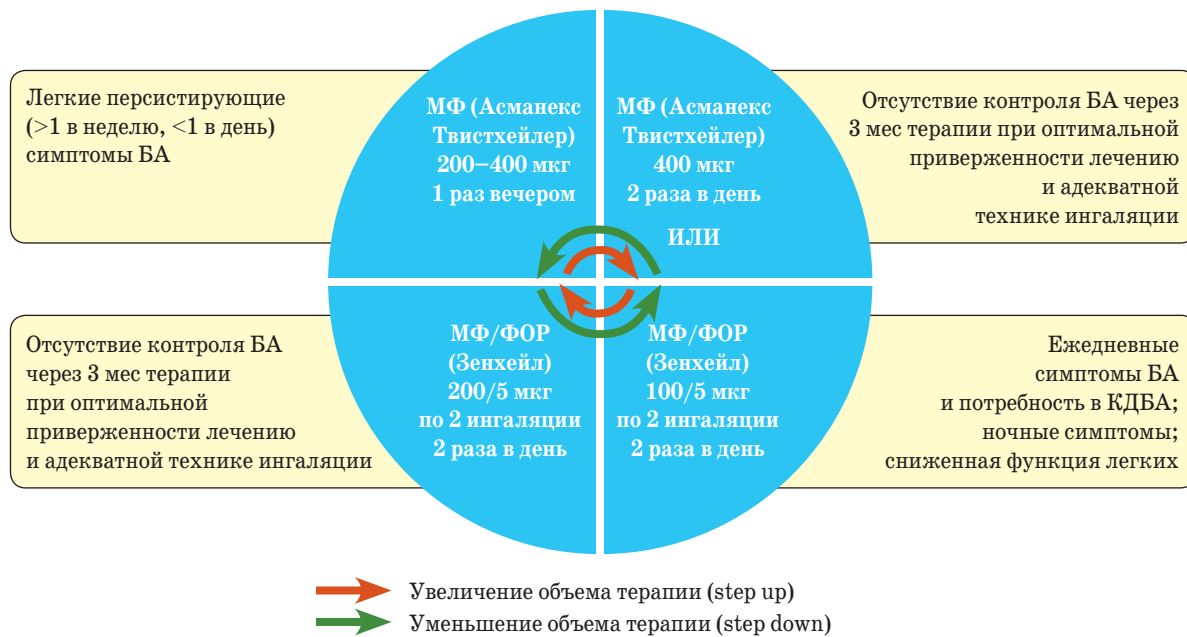 Легкие персистирующие
(>1 в неделю, <1 в день)
симптомы БА
МФ (Асманекс
Твистхейлер)
200–400 мкг
1 раз вечером
МФ (Асманекс
Твистхейлер)
400 мкг
2 раза в день
ИЛИ
Отсутствие контроля БА через
3 мес терапии при оптимальной
приверженности лечению
и адекватной
технике ингаляции
Отсутствие контроля БА
через 3 мес терапии
при оптимальной
приверженности лечению
и адекватной технике ингаляции
МФ/ФОР
(Зенхейл)
200/5 мкг
по 2 ингаляции
2 раза в день
МФ/ФОР
(Зенхейл)
100/5 мкг
по 2 ингаляции
2 раза в день
Ежедневные
симптомы БА
и потребность в КДБА;
ночные симптомы;
сниженная функция легких
Увеличение объема терапии (step up)
Уменьшение объема терапии (step down)